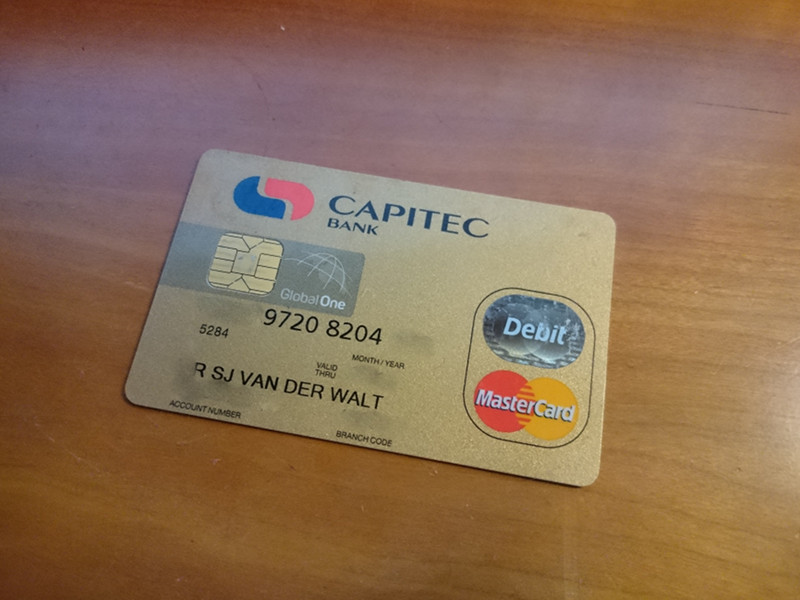 CAPITEC
BANK
GlobalOne
9720 8204
5284
MONTH / YEAR
VALID
THRU
R SJ VAN DER WALT
ACCOUNT NUMBER
BRANCH CODE
Debit
MasterCard